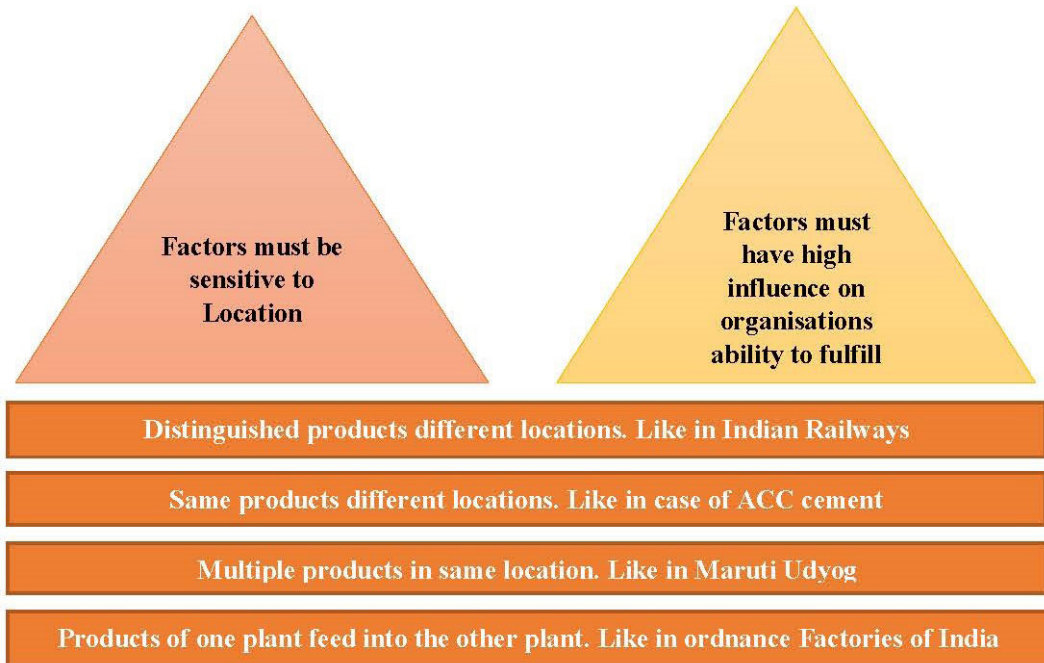 Factors must be
sensitive to
Location
Factors must
have high
influence on
organisations
ability to fulfill
Distinguished products different locations. Like in Indian Railways
Same products different locations. Like in case of ACC cement
Multiple products in same location. Like in Maruti Udyog
Products of one plant feed into the other plant. Like in ordnance Factories of India